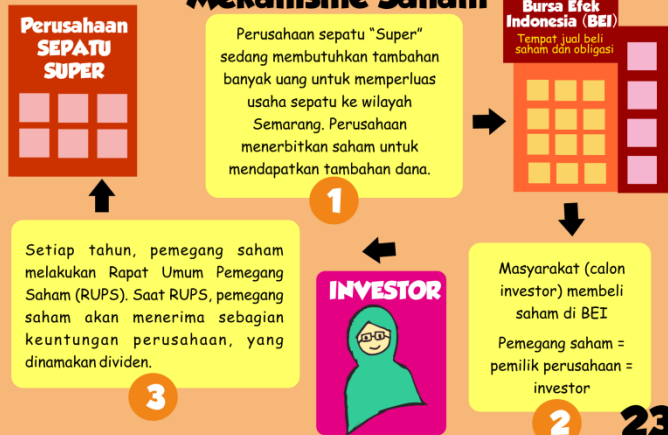 Mekanisme Saham
Perusahaan
SEPATU
SUPER
Perusahaan sepatu “Super”
sedang membutuhkan tambahan
banyak uang untuk memperluas
usaha sepatu ke wilayah
Semarang. Perusahaan
menerbitkan saham untuk
mendapatkan tambahan dana.
1
Bursa Efek
Indonesia (BEI)
Tempat jual beli
saham dan obligasi
Masyarakat (calon
investor) membeli
saham di BEI
Pemegang saham =
pemilik perusahaan =
investor
2
INVESTOR
Setiap tahun, pemegang saham
melakukan Rapat Umum Pemegang
Saham (RUPS). Saat RUPS, pemegang
saham akan menerima sebagian
keuntungan perusahaan, yang
dinamakan dividen.
3
23